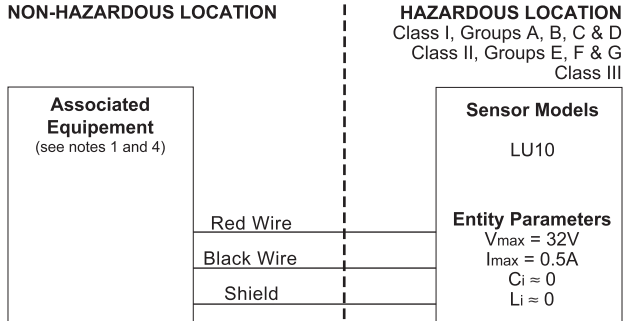 NON-HAZARDOUS LOCATION
HAZARDOUS LOCATION
Class I, Groups A, B, C & D
Class II, Groups E, F & G
Class III
Associated
Equipement
(see notes 1 and 4)
Red Wire
Black Wire
Shield
Sensor Models
LU10
Entity Parameters
Vmax = 32V
Imax = 0.5A
Ci ≈ 0
Li ≈ 0